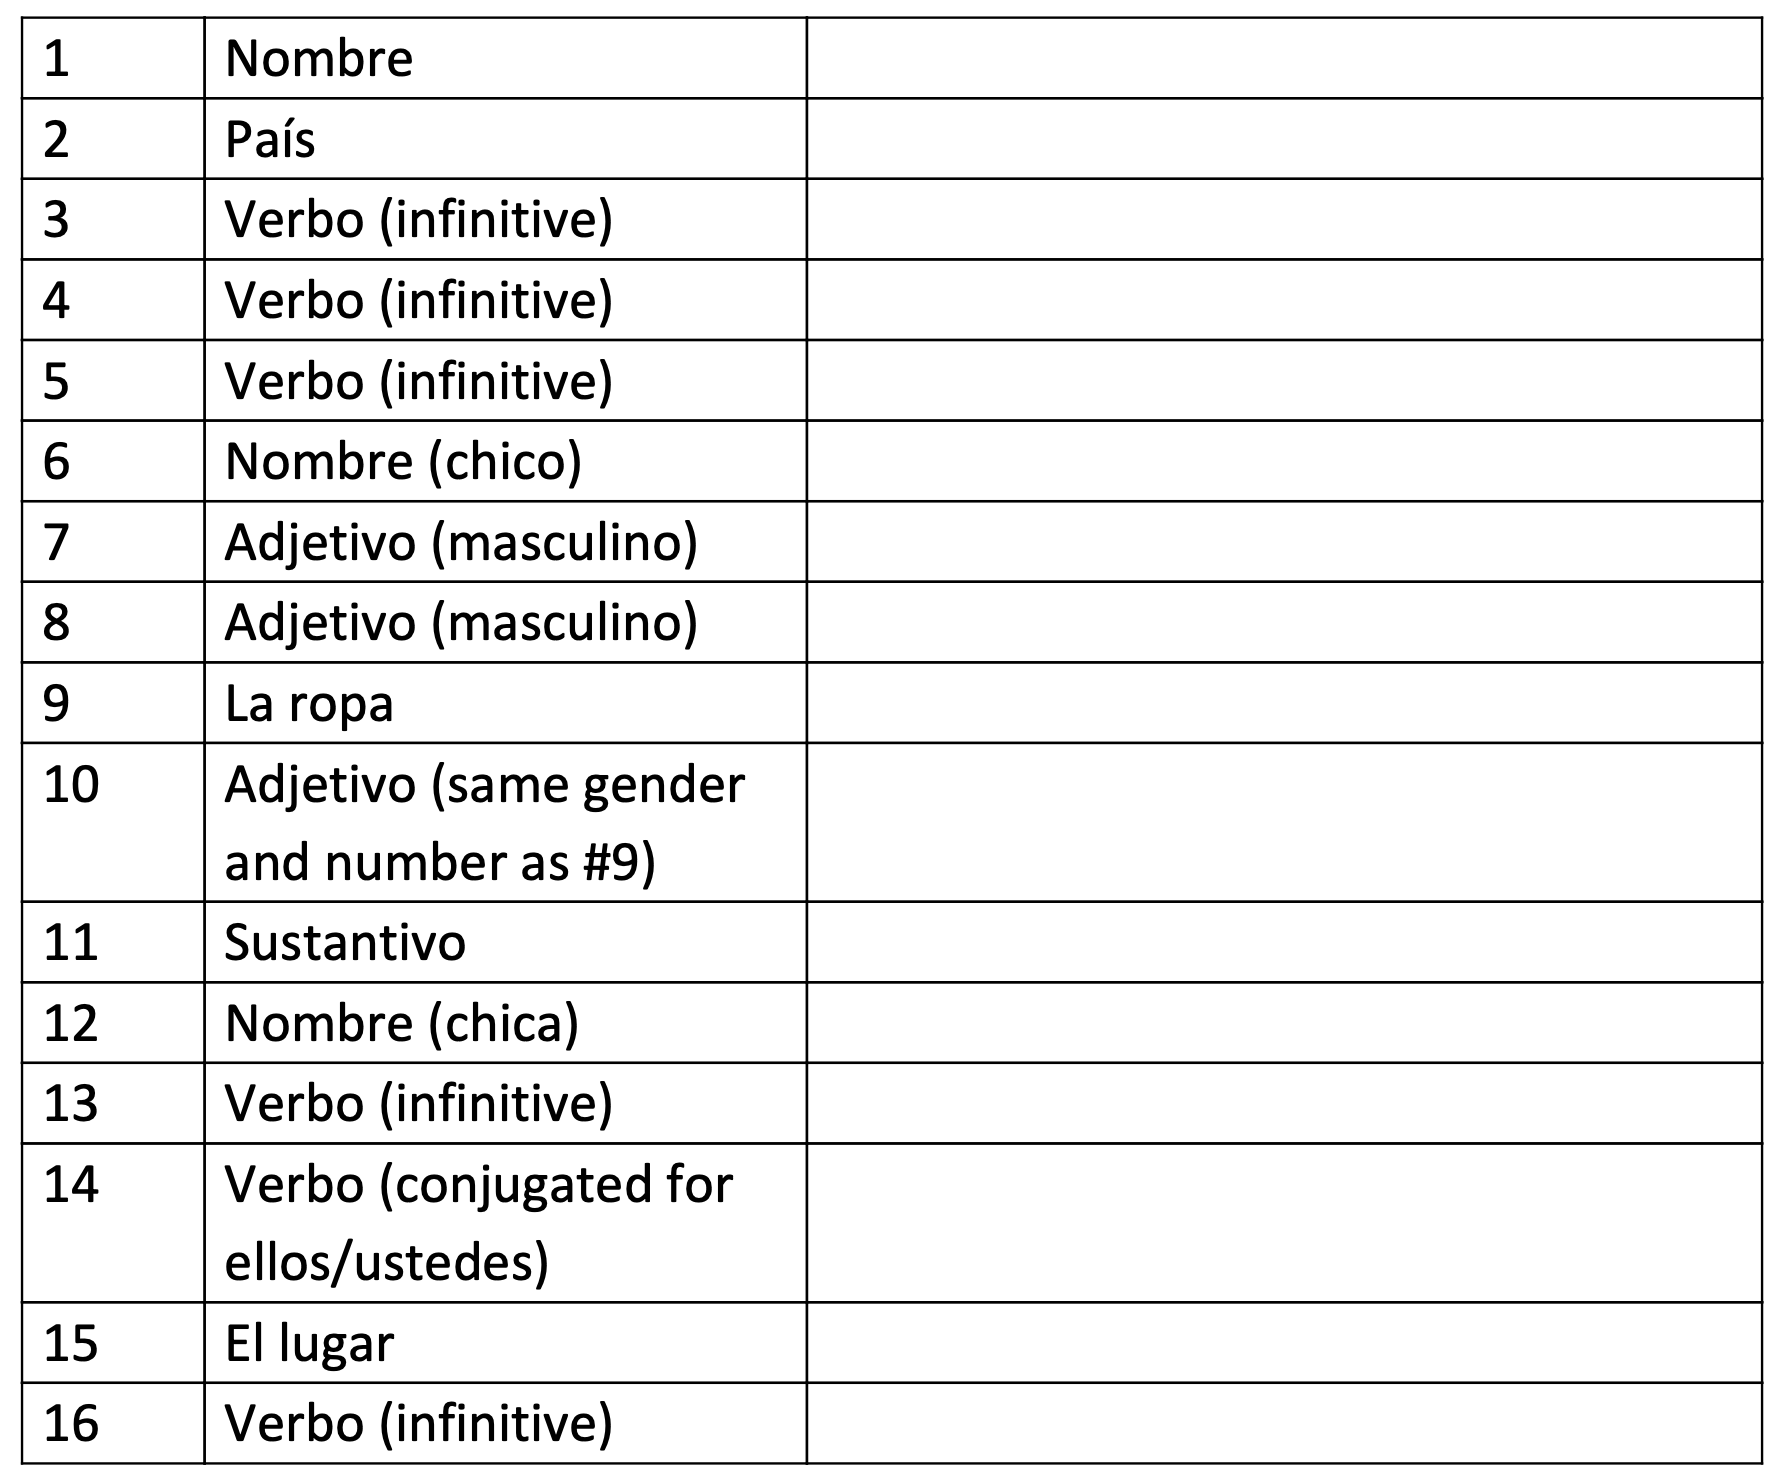 1 Nombre
2 País
3 Verbo (infinitive)
4 Verbo (infinitive)
5 Verbo (infinitive)
6 Nombre (chico)
7 Adjetivo (masculino)
8 Adjetivo (masculino)
9 La ropa
10 Adjetivo (same gender
and number as #9)
11 Sustantivo
12 Nombre (chica)
13 Verbo (infinitive)
14 Verbo (conjugated for
ellos/ustedes)
15 El lugar
16 Verbo (infinitive)